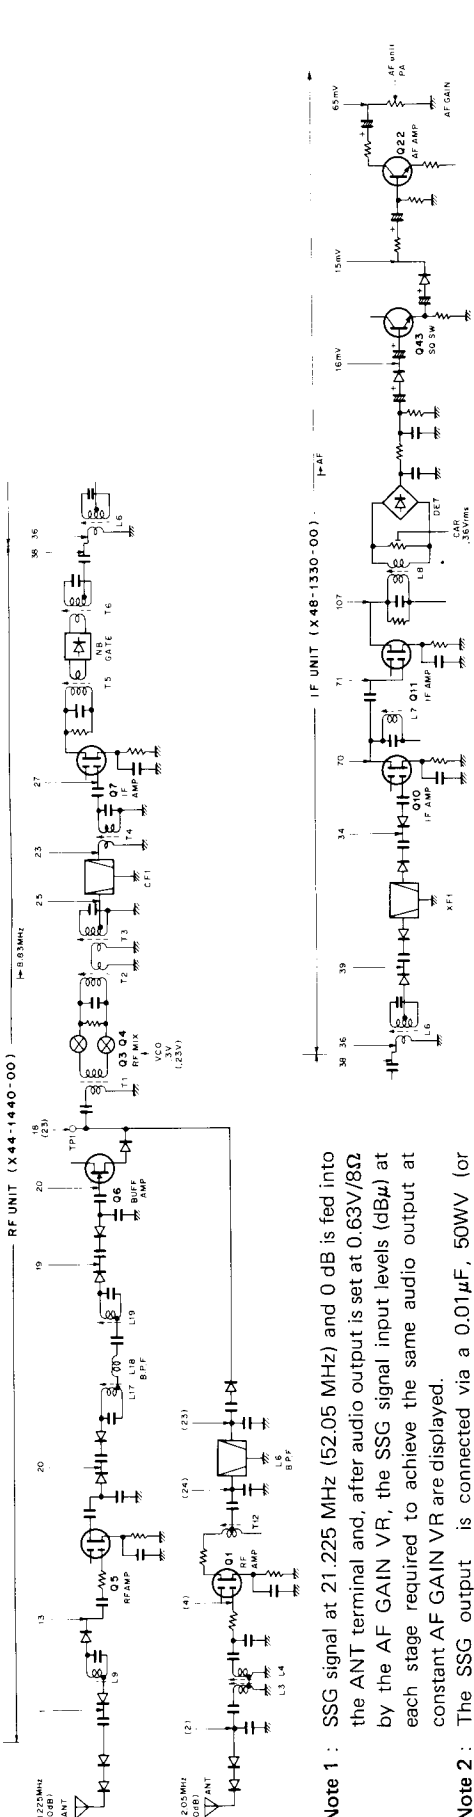 RF UNIT (X44-1440-00)
8.83MHz
1225MHz
0dB)
ANT
1
L9
13
Q5
RF AMP
20
L17
L18
B.P.F
L19
19
20
Q6
BUFF
AMP
18
(23)
TP1
T1
Q3 Q4
RF MIX
VCO
.3V
(.23V)
T2
T3
25
CF1
23
T4
27
Q7
IF
AMP
T5
NB
GATE
T6
38
36
L6
2.05MHz
(0dB)
ANT
(2)
L3
L4
(4)
Q1
RF
AMP
T12
(24)
L6
B.P.F
(23)
IF UNIT (X48-1330-00)
AF
38
36
L6
39
XF1
34
Q10
IF AMP
70
L7
71
Q11
IF AMP
107
L8
CAR
.36Vrms
DET
16mV
Q43
SQ SW
15mV
Q22
AF AMP
65mV
AF unit
PA
AF GAIN
Note 1 : SSG signal at 21.225 MHz (52.05 MHz) and 0 dB is fed into
the ANT terminal and, after audio output is set at 0.63V/8Ω
by the AF GAIN VR, the SSG signal input levels (dBμ) at
each stage required to achieve the same audio output at
constant AF GAIN VR are displayed.
Note 2 : The SSG output is connected via a 0.01μF, 50WV (or